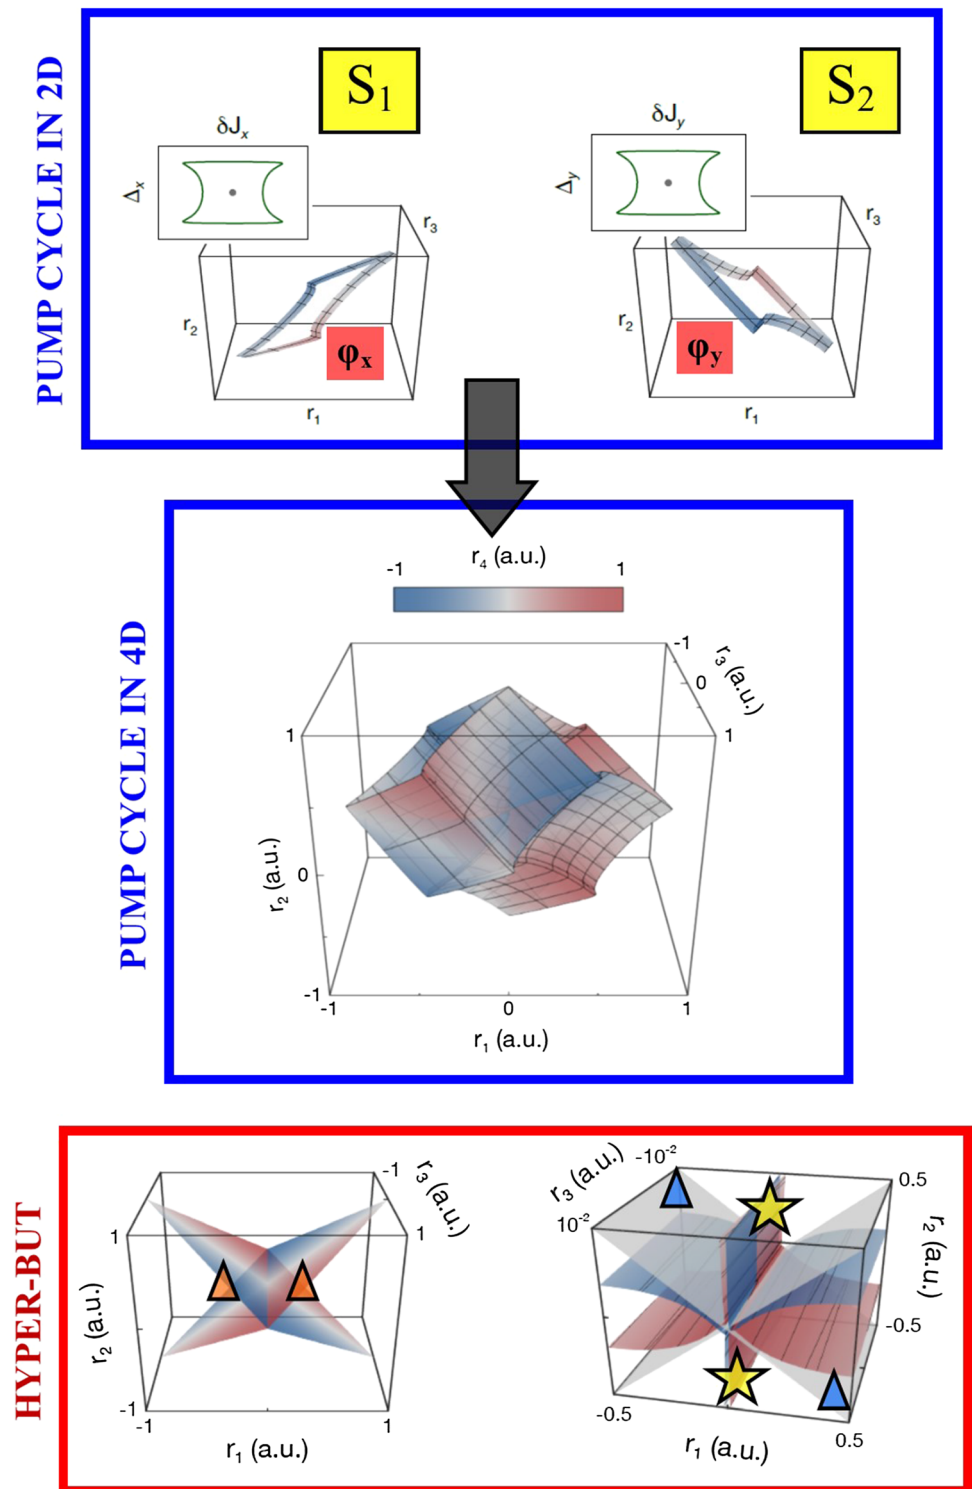 PUMP CYCLE IN 2D
S₁
S₂
δJₓ
Δₓ
r₃
r₂
φₓ
r₁
δJᵧ
Δᵧ
r₃
r₂
φᵧ
r₁
PUMP CYCLE IN 4D
r₄ (a.u.)
-1
1
-1
r₃ (a.u.)
0
1
1
r₂ (a.u.)
0
-1
-1
0
1
r₁ (a.u.)
HYPER-BUT
-1
r₃ (a.u.)
1
1
r₂ (a.u.)
-1
-1
1
r₁ (a.u.)
r₃ (a.u.)
-10⁻²
10⁻²
0.5
r₂ (a.u.)
-0.5
-0.5
r₁ (a.u.)
0.5